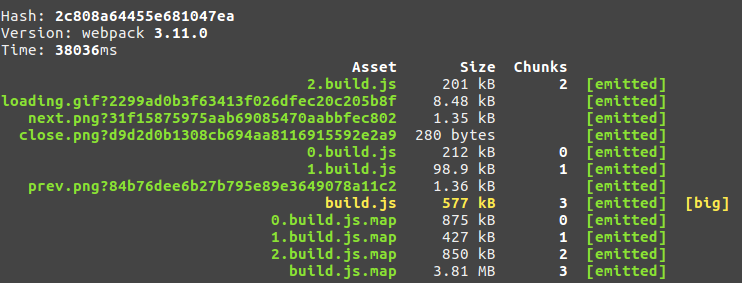 Hash: 2c808a64455e681047ea
Version: webpack 3.11.0
Time: 38036ms
Asset Size Chunks
2.build.js 201 kB 2 [emitted]
loading.gif?2299ad0b3f63413f026dfec20c205b8f 8.48 kB [emitted]
next.png?31f15875975aab69085470aabbfec802 1.35 kB [emitted]
close.png?d9d2d0b1308cb694aa8116915592e2a9 280 bytes [emitted]
0.build.js 212 kB 0 [emitted]
1.build.js 98.9 kB 1 [emitted]
prev.png?84b76dee6b27b795e89e3649078a11c2 1.36 kB [emitted]
build.js 577 kB 3 [emitted] [big]
0.build.js.map 875 kB 0 [emitted]
1.build.js.map 427 kB 1 [emitted]
2.build.js.map 850 kB 2 [emitted]
build.js.map 3.81 MB 3 [emitted]